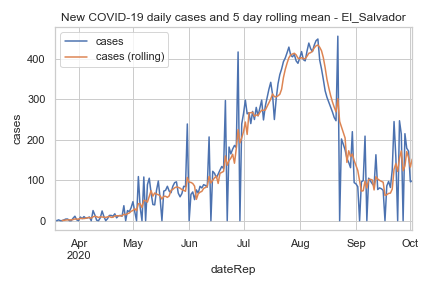 New COVID-19 daily cases and 5 day rolling mean - El_Salvador
cases
cases (rolling)
400
300
200
100
0
cases
Apr
2020
May
Jun
Jul
Aug
Sep
Oct
dateRep